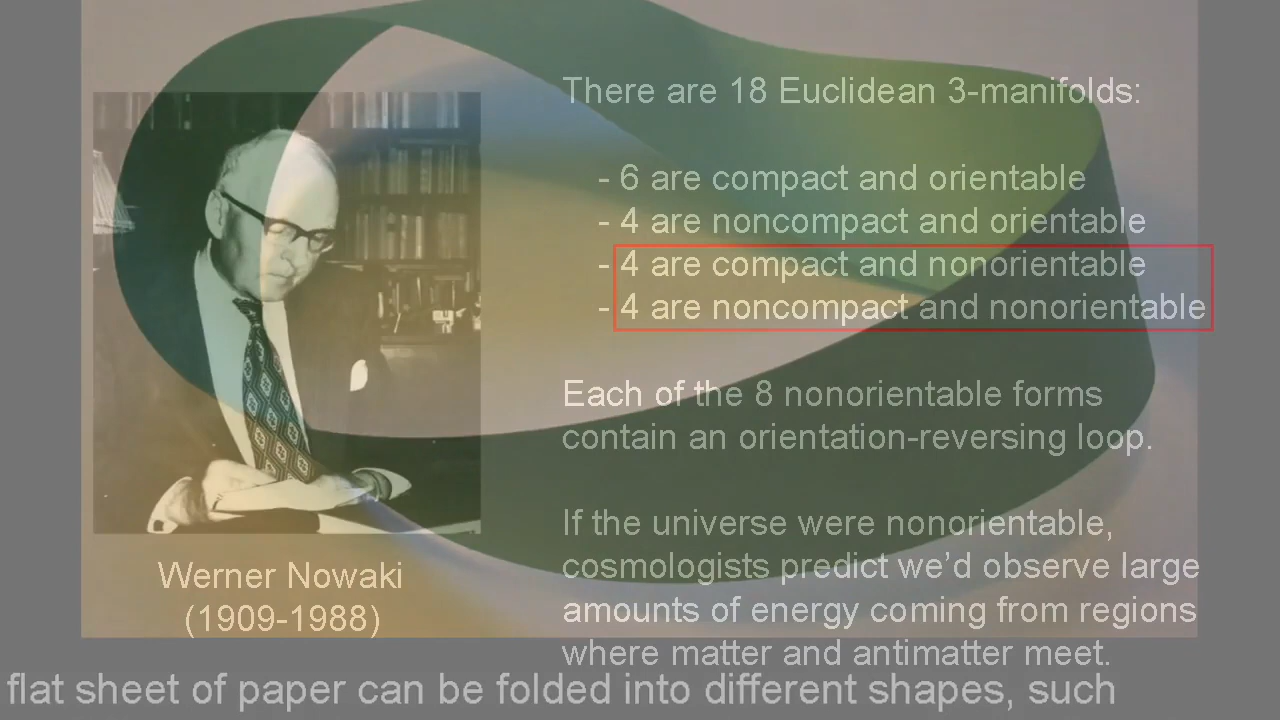 There are 18 Euclidean 3-manifolds:
- 6 are compact and orientable
- 4 are noncompact and orientable
- 4 are compact and nonorientable
- 4 are noncompact and nonorientable
Each of the 8 nonorientable forms
contain an orientation-reversing loop.
If the universe were nonorientable,
cosmologists predict we'd observe large
amounts of energy coming from regions
where matter and antimatter meet.
Werner Nowaki
(1909-1988)
flat sheet of paper can be folded into different shapes, such